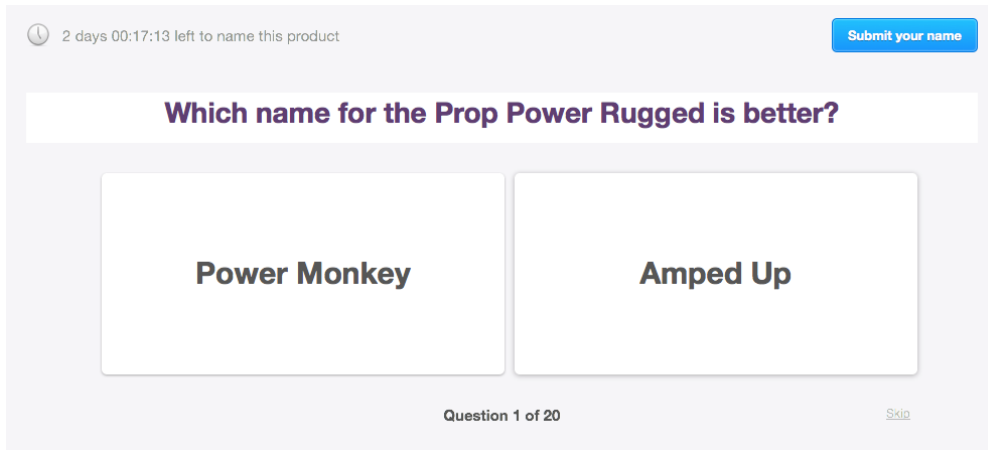 2 days 00:17:13 left to name this product
Submit your name
Which name for the Prop Power Rugged is better?
Power Monkey
Amped Up
Question 1 of 20
Skip